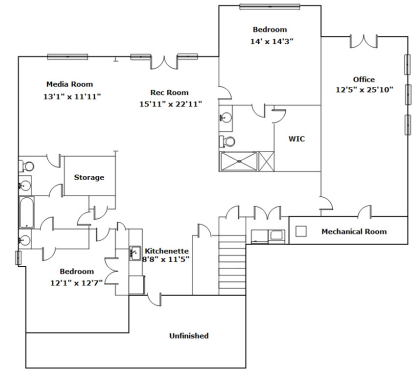 Bedroom
14' x 14'3"
Media Room
13'1" x 11'11"
Rec Room
15'11" x 22'11"
Office
12'5" x 25'10"
WIC
Storage
Mechanical Room
Kitchenette
8'8" x 11'5"
Bedroom
12'1" x 12'7"
Unfinished